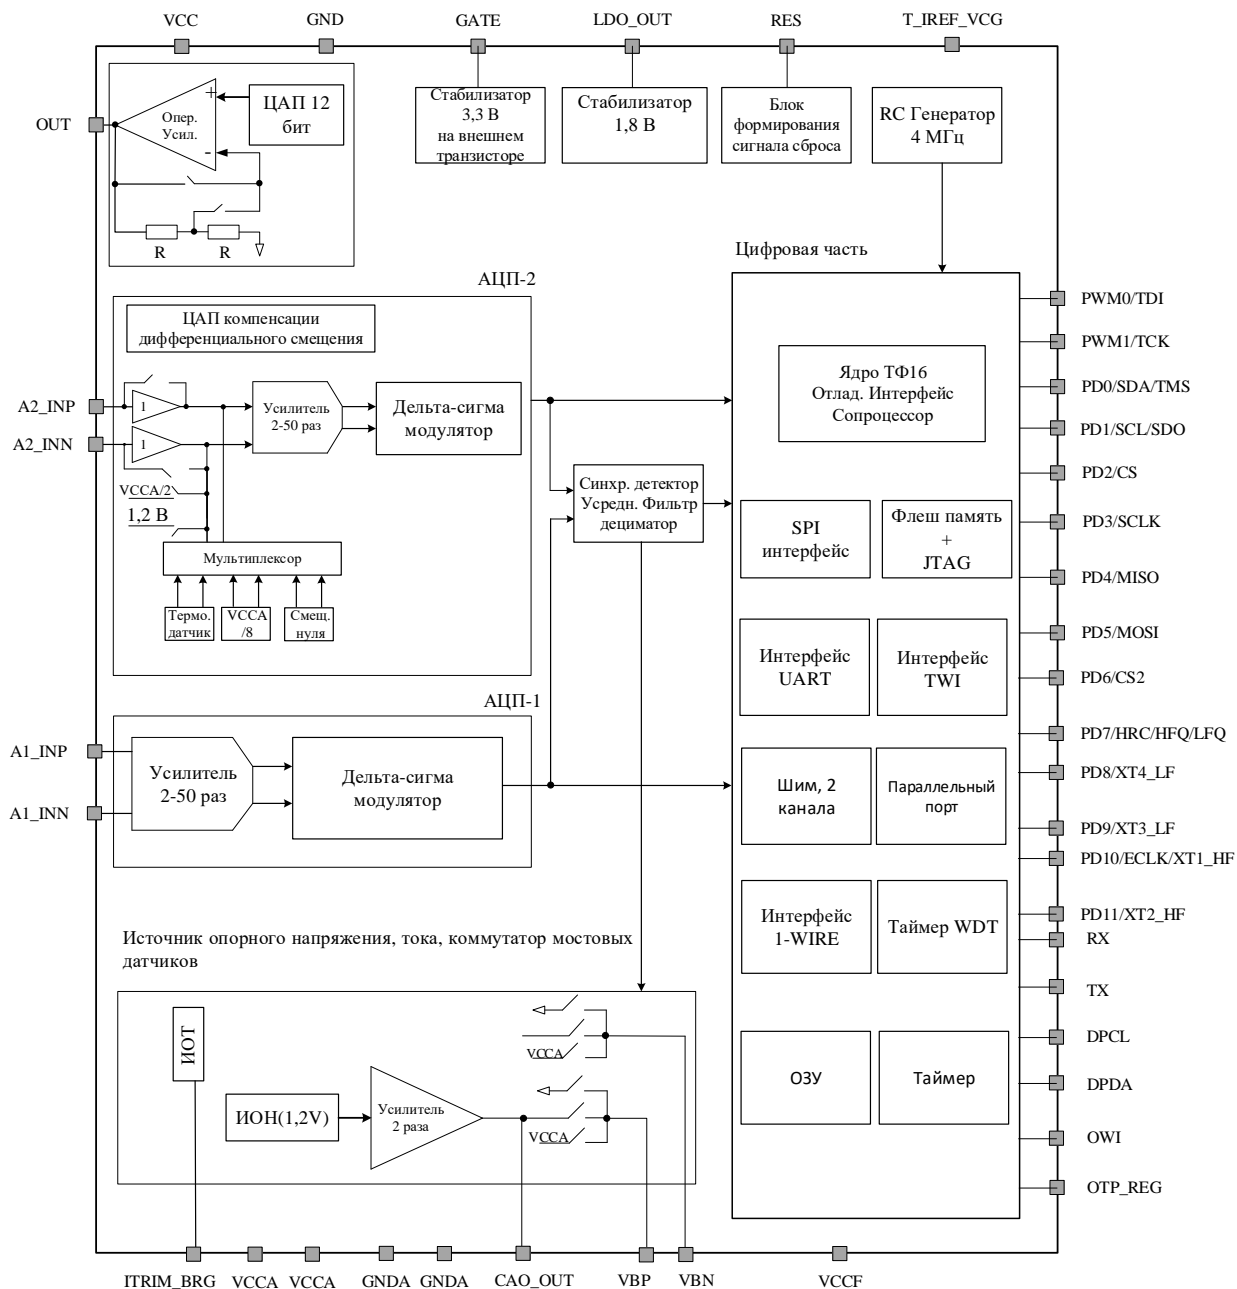 VCC
GND
GATE
LDO_OUT
RES
T_IREF_VCG
OUT
Опер.
Усил.
+
-
ЦАП 12
бит
R
R
Стабилизатор
3,3 В
на внешнем
транзисторе
Стабилизатор
1,8 В
Блок
формирования
сигнала сброса
RC Генератор
4 МГц
Цифровая часть
АЦП-2
ЦАП компенсации
дифференциального смещения
A2_INP
A2_INN
1
1
Усилитель
2-50 раз
Дельта-сигма
модулятор
VCCA/2
1,2 В
Мультиплексор
Термо.
датчик
VCCA
/8
Смещ.
нуля
Синхр. детектор
Усредн. Фильтр
дециматор
АЦП-1
A1_INP
A1_INN
Усилитель
2-50 раз
Дельта-сигма
модулятор
Источник опорного напряжения, тока, коммутатор мостовых
датчиков
ИОТ
ИОН(1,2V)
Усилитель
2 раза
VCCA
VCCA
Ядро ТФ16
Отлад. Интерфейс
Сопроцессор
SPI
интерфейс
Флеш память
+
JTAG
Интерфейс
UART
Интерфейс
TWI
Шим, 2
канала
Параллельный
порт
Интерфейс
1-WIRE
Таймер WDT
ОЗУ
Таймер
PWM0/TDI
PWM1/TCK
PD0/SDA/TMS
PD1/SCL/SDO
PD2/CS
PD3/SCLK
PD4/MISO
PD5/MOSI
PD6/CS2
PD7/HRC/HFQ/LFQ
PD8/XT4_LF
PD9/XT3_LF
PD10/ECLK/XT1_HF
PD11/XT2_HF
RX
TX
DPCL
DPDA
OWI
OTP_REG
ITRIM_BRG
VCCA
VCCA
GNDA
GNDA
CAO_OUT
VBP
VBN
VCCF